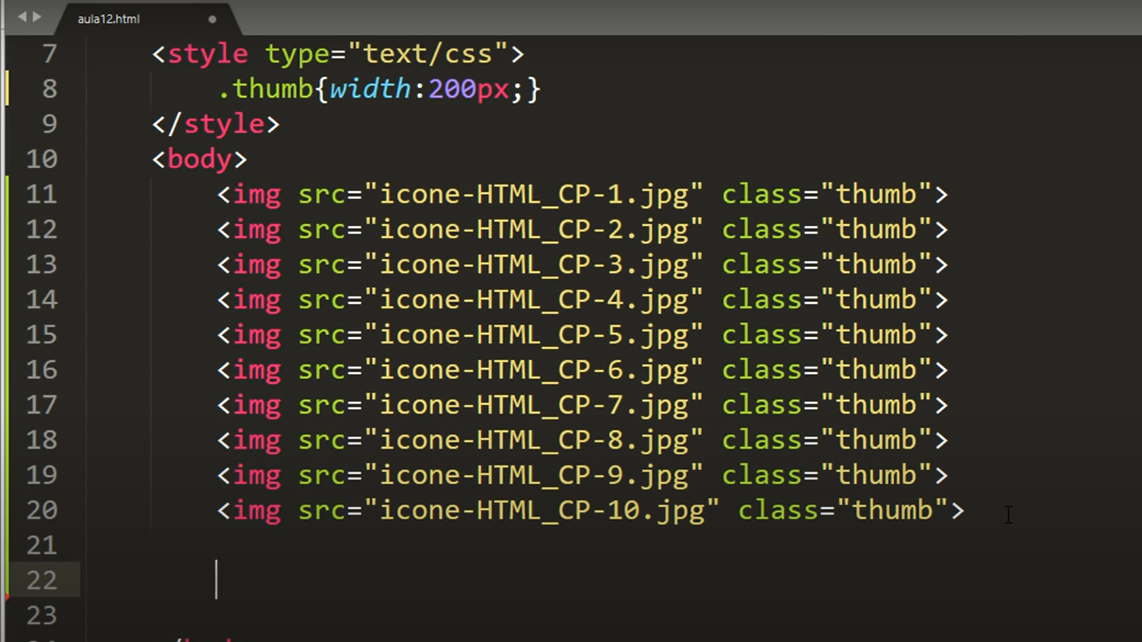 aula12.html
7 <style type="text/css">
8 .thumb{width:200px;}
9 </style>
10 <body>
11 <img src="icone-HTML_CP-1.jpg" class="thumb">
12 <img src="icone-HTML_CP-2.jpg" class="thumb">
13 <img src="icone-HTML_CP-3.jpg" class="thumb">
14 <img src="icone-HTML_CP-4.jpg" class="thumb">
15 <img src="icone-HTML_CP-5.jpg" class="thumb">
16 <img src="icone-HTML_CP-6.jpg" class="thumb">
17 <img src="icone-HTML_CP-7.jpg" class="thumb">
18 <img src="icone-HTML_CP-8.jpg" class="thumb">
19 <img src="icone-HTML_CP-9.jpg" class="thumb">
20 <img src="icone-HTML_CP-10.jpg" class="thumb">
21
22
23